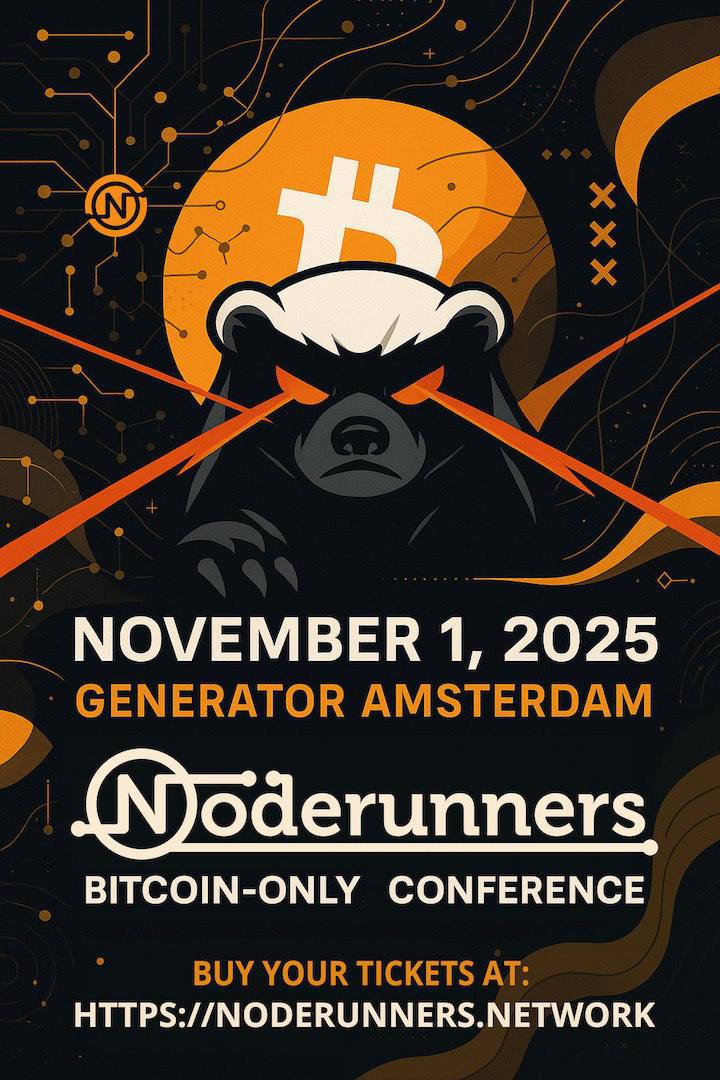 N
NOVEMBER 1, 2025
GENERATOR AMSTERDAM
Noderunners
BITCOIN-ONLY CONFERENCE
BUY YOUR TICKETS AT:
HTTPS://NODERUNNERS.NETWORK